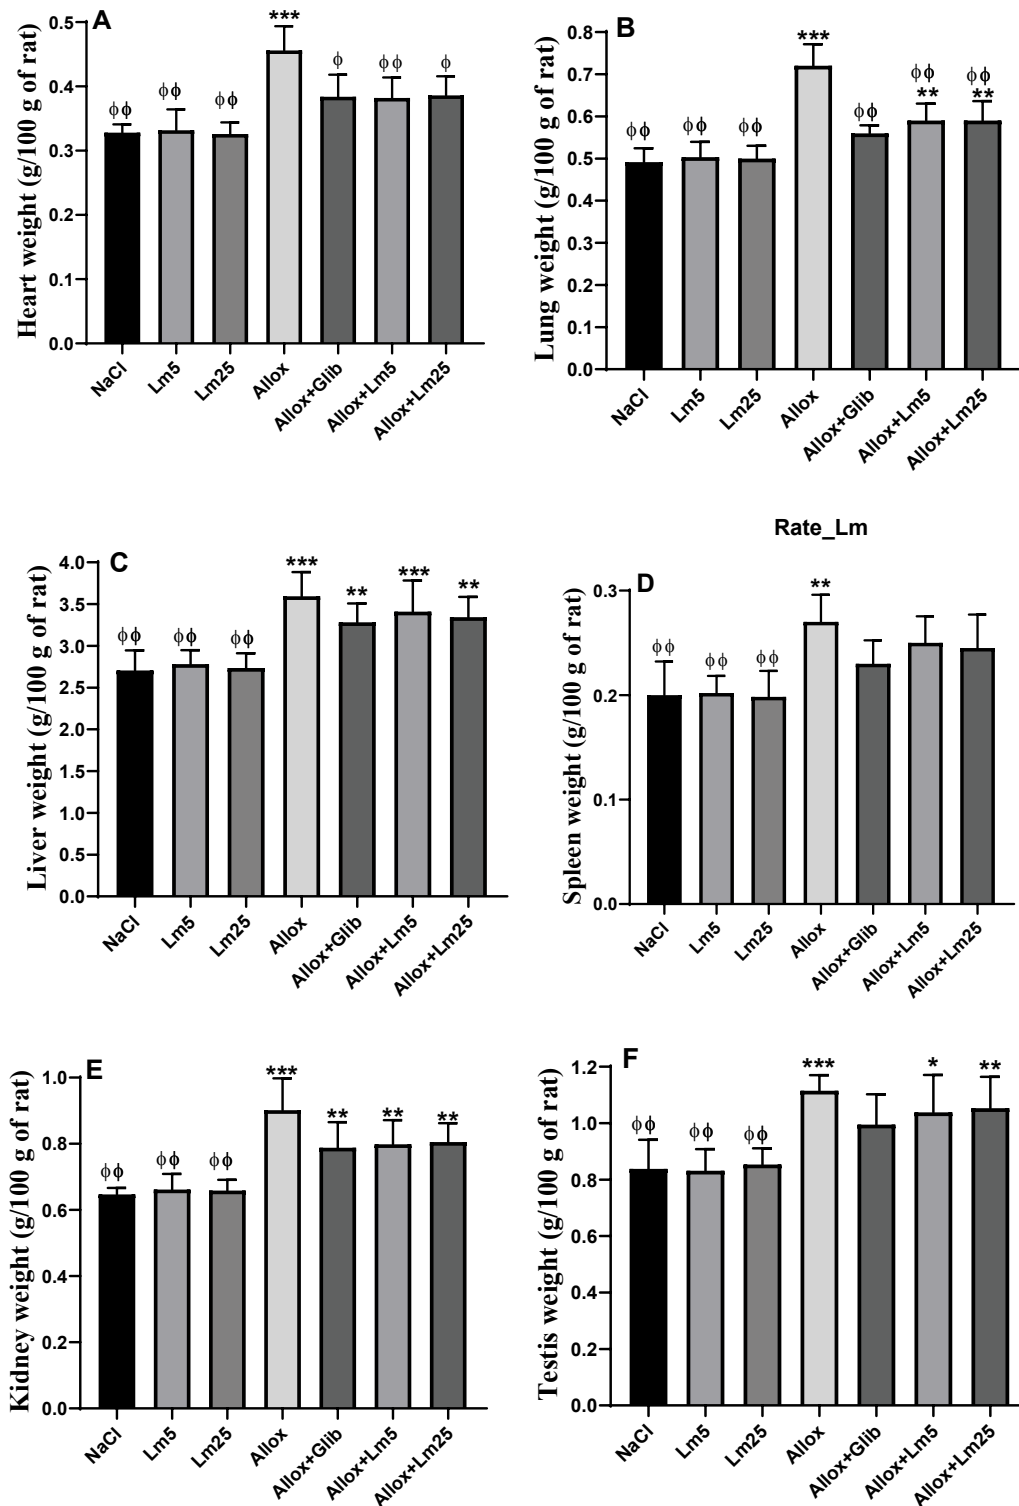 A
Heart weight (g/100 g of rat)
0.5
0.4
0.3
0.2
0.1
0.0
ϕϕ
ϕϕ
ϕϕ
***
ϕ
ϕϕ
ϕ
NaCl
Lm5
Lm25
Allox
Allox+Glib
Allox+Lm5
Allox+Lm25
B
Lung weight (g/100 g of rat)
0.8
0.7
0.6
0.5
0.4
0.3
0.2
0.1
0.0
ϕϕ
ϕϕ
ϕϕ
***
ϕϕ
ϕϕ
**
ϕϕ
**
NaCl
Lm5
Lm25
Allox
Allox+Glib
Allox+Lm5
Allox+Lm25
C
Liver weight (g/100 g of rat)
4.0
3.5
3.0
2.5
2.0
1.5
1.0
0.5
0.0
ϕϕ
ϕϕ
ϕϕ
***
**
***
**
NaCl
Lm5
Lm25
Allox
Allox+Glib
Allox+Lm5
Allox+Lm25
Rate_Lm
D
Spleen weight (g/100 g of rat)
0.3
0.2
0.1
0.0
ϕϕ
ϕϕ
ϕϕ
**
NaCl
Lm5
Lm25
Allox
Allox+Glib
Allox+Lm5
Allox+Lm25
E
Kidney weight (g/100 g of rat)
1.0
0.8
0.6
0.4
0.2
0.0
ϕϕ
ϕϕ
ϕϕ
***
**
**
**
NaCl
Lm5
Lm25
Allox
Allox+Glib
Allox+Lm5
Allox+Lm25
F
Testis weight (g/100 g of rat)
1.2
1.0
0.8
0.6
0.4
0.2
0.0
ϕϕ
ϕϕ
ϕϕ
***
*
**
NaCl
Lm5
Lm25
Allox
Allox+Glib
Allox+Lm5
Allox+Lm25